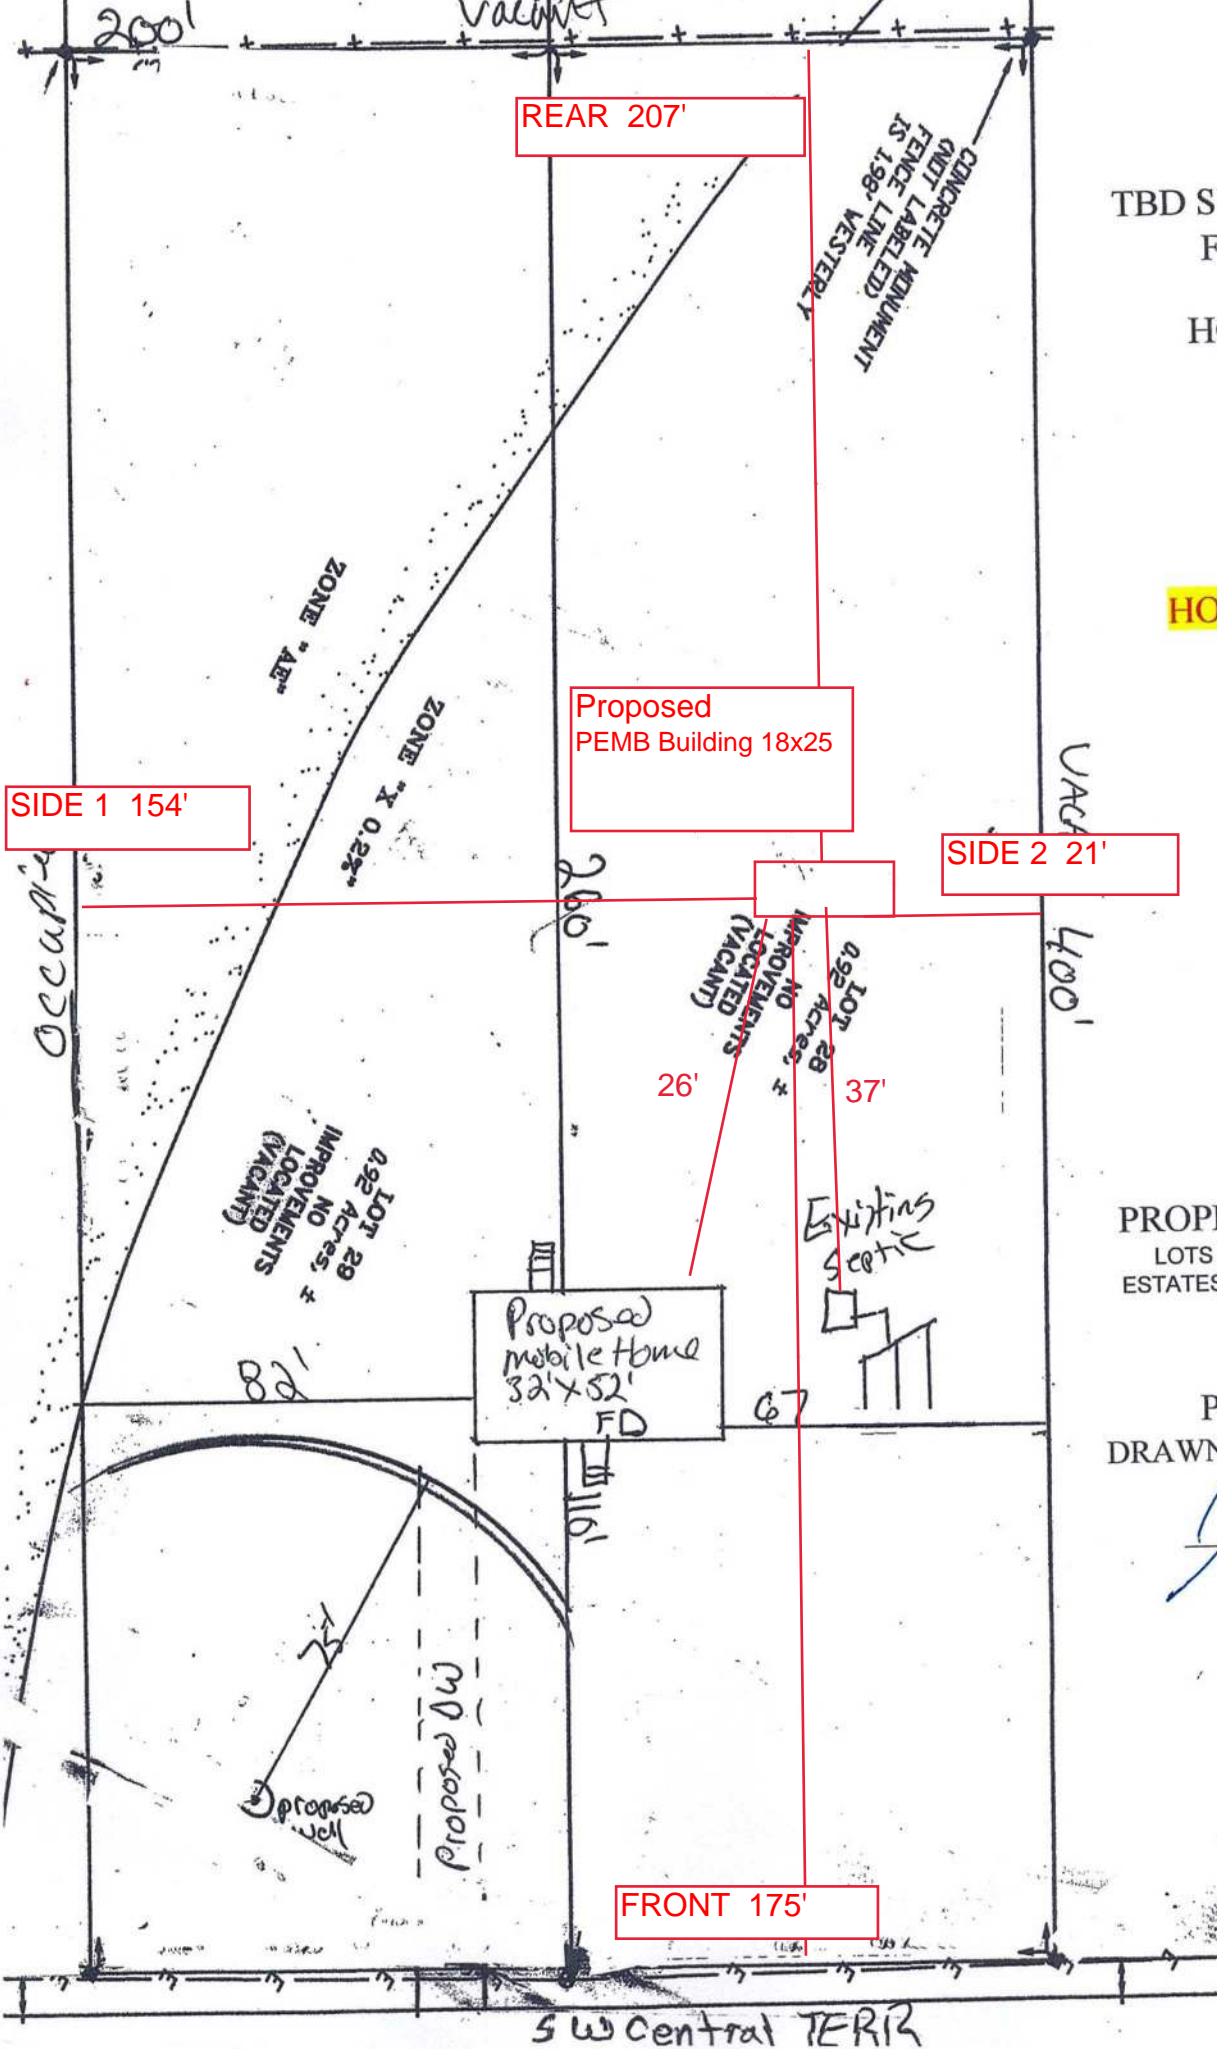 200'
Vacant
REAR 207'
CONCRETE MONUMENT
(NOT LABELED)
FENCE LINE
IS 1.98' WESTERLY
TBD S
F
H
HO
ZONE "AE"
ZONE "X 0.2%"
Proposed
PEMB Building 18x25
SIDE 1 154'
SIDE 2 21'
Occupie
VACA
400'
200'
LOT 28
0.92 Acres, ±
NO
IMPROVEMENTS
LOCATED
(VACANT)
26'
37'
LOT 29
0.92 Acres, ±
NO
IMPROVEMENTS
LOCATED
(VACANT)
Existing
Septic
PROPE
LOTS
ESTATES
Proposed
mobile Home
32'x52'
FD
82'
67
P
DRAWN
116'
Proposed DW
proposed
well
FRONT 175'
SW Central TERR